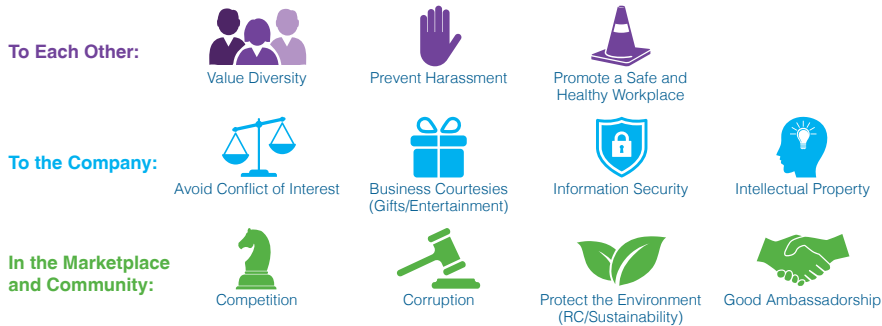 To Each Other:
Value Diversity
Prevent Harassment
Promote a Safe and
Healthy Workplace
To the Company:
Avoid Conflict of Interest
Business Courtesies
(Gifts/Entertainment)
Information Security
Intellectual Property
In the Marketplace
and Community:
Competition
Corruption
Protect the Environment
(RC/Sustainability)
Good Ambassadorship